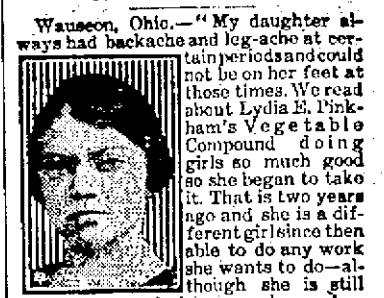 Wauseon, Ohio.—"My daughter al-
ways had backache and leg-ache at cer-
tain periods and could
not be on her feet at
those times. We read
about Lydia E. Pink-
ham's Vegetable
Compound doing
girls so much good
so she began to take
it. That is two years
ago and she is a dif-
ferent girl since then
able to do any work
she wants to do—al-
though she is still